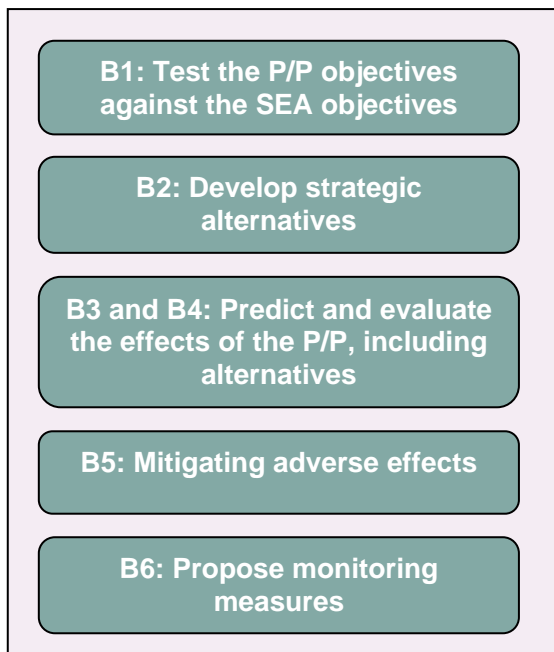 B1: Test the P/P objectives
against the SEA objectives
B2: Develop strategic
alternatives
B3 and B4: Predict and evaluate
the effects of the P/P, including
alternatives
B5: Mitigating adverse effects
B6: Propose monitoring
measures